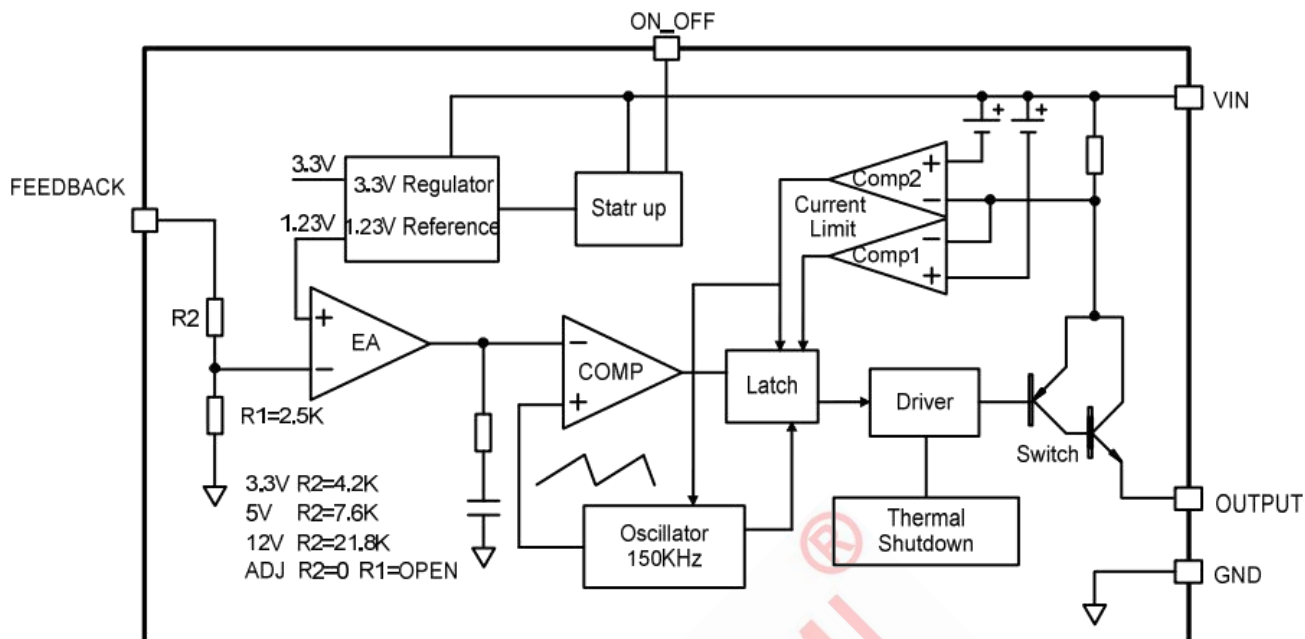 ON_OFF
VIN
FEEDBACK
3.3V
3.3V Regulator
1.23V
1.23V Reference
Statr up
+
+
+
Comp2
-
Current
Limit
-
Comp1
+
R2
+
EA
-
-
COMP
+
Latch
Driver
Switch
R1=2.5K
3.3V R2=4.2K
5V R2=7.6K
12V R2=21.8K
ADJ R2=0 R1=OPEN
Oscillator
150KHz
Thermal
Shutdown
OUTPUT
GND
®